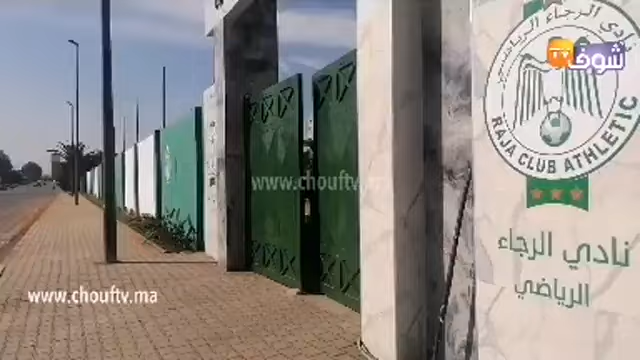 نادي الرجاء الرياضي
شوف
RAJA CLUB ATHLETIC
www.chouftv.ma
نادي الرجاء
الرياضي
www.chouftv.ma